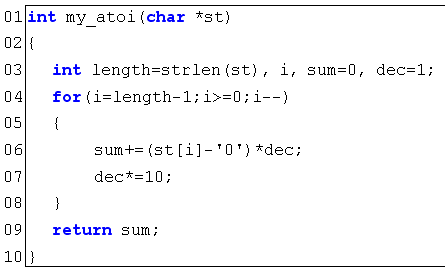 01 int my_atoi(char *st)
02 {
03 int length=strlen(st), i, sum=0, dec=1;
04 for(i=length-1;i>=0;i--)
05 {
06 sum+=(st[i]-'0')*dec;
07 dec*=10;
08 }
09 return sum;
10 }